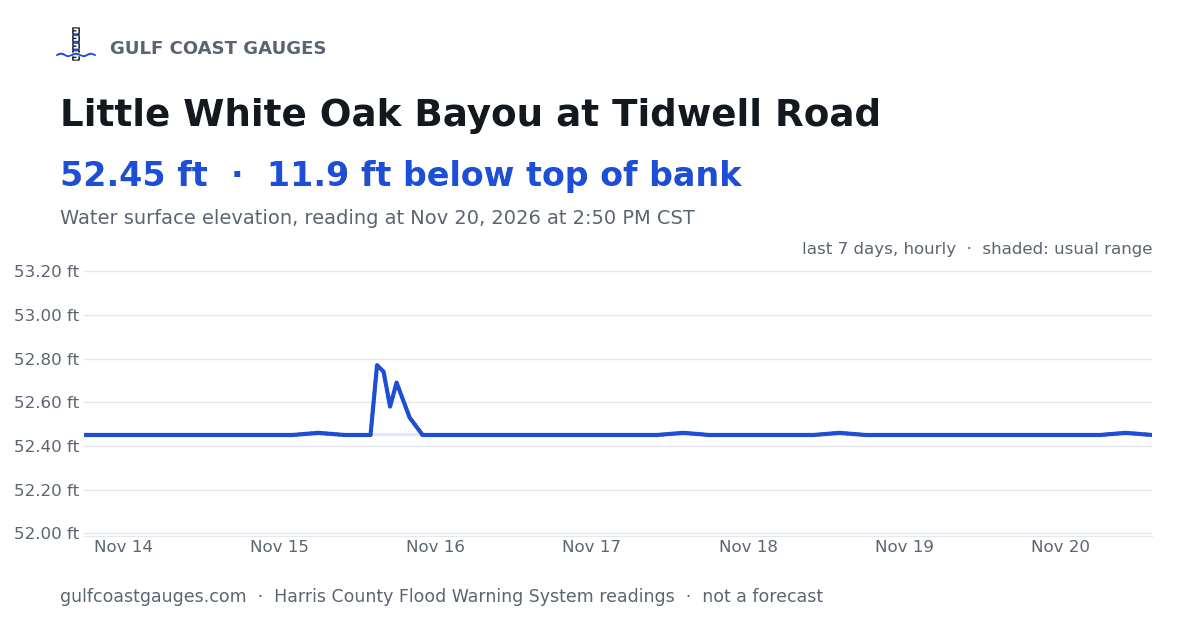 GULF COAST GAUGES
Little White Oak Bayou at Tidwell Road
52.45 ft · 11.9 ft below top of bank
Water surface elevation, reading at Nov 20, 2026 at 2:50 PM CST
last 7 days, hourly · shaded: usual range
53.20 ft
53.00 ft
52.80 ft
52.60 ft
52.40 ft
52.20 ft
52.00 ft
Nov 14 Nov 15 Nov 16 Nov 17 Nov 18 Nov 19 Nov 20
gulfcoastgauges.com · Harris County Flood Warning System readings · not a forecast